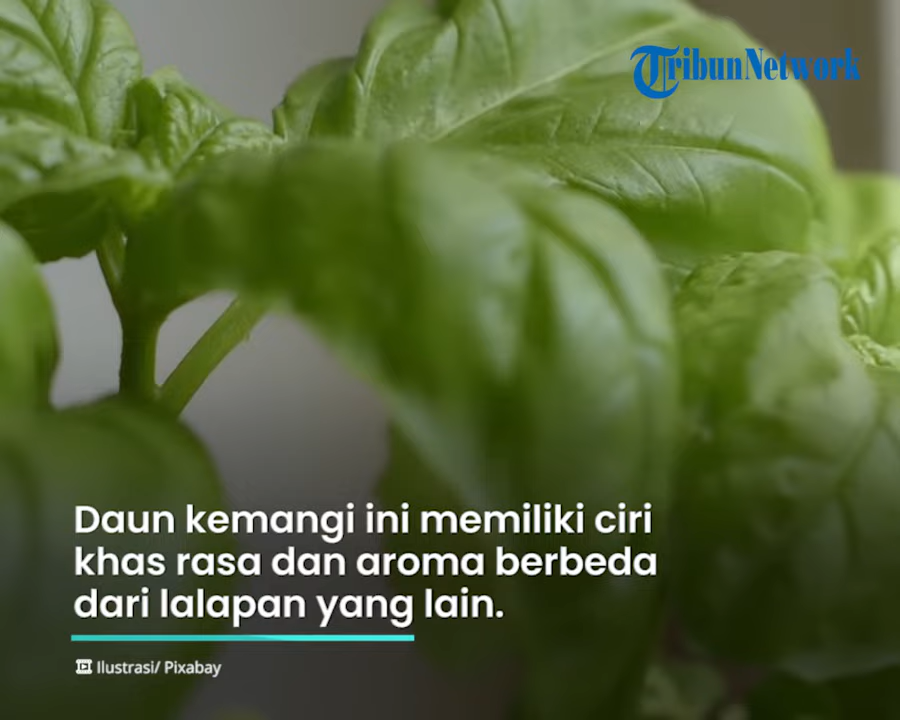 TribunNetwork
Daun kemangi ini memiliki ciri
khas rasa dan aroma berbeda
dari lalapan yang lain.
Ilustrasi/ Pixabay